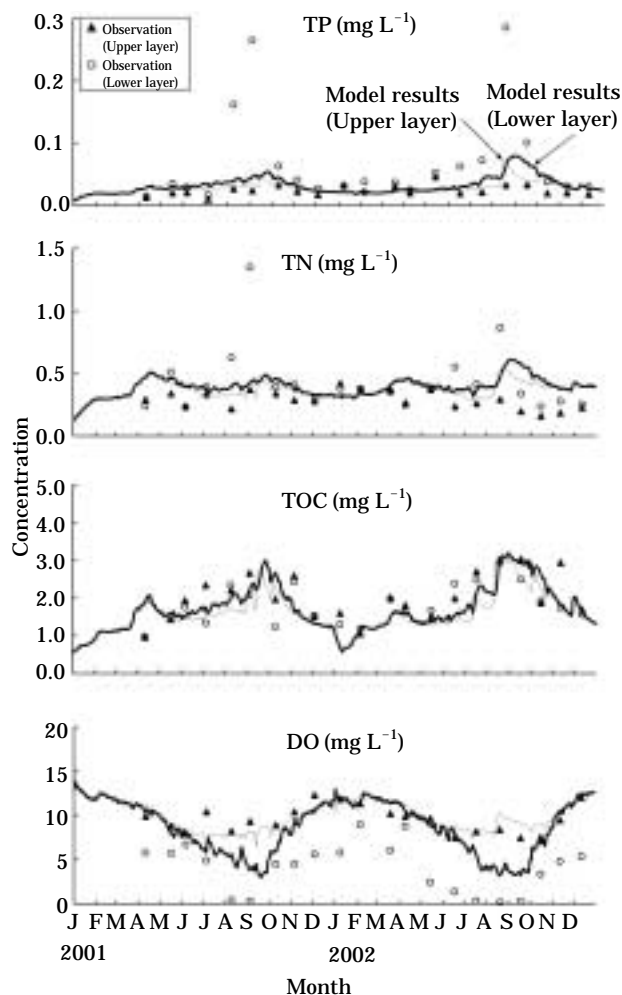 TP (mg L⁻¹)
0.3
0.2
0.1
0.0
Observation
(Upper layer)
Observation
(Lower layer)
Model results
(Upper layer)
Model results
(Lower layer)
TN (mg L⁻¹)
1.5
1.0
0.5
0.0
Concentration
TOC (mg L⁻¹)
5.0
4.0
3.0
2.0
1.0
0.0
DO (mg L⁻¹)
20
15
10
5
0
J F M A M J J A S O N D J F M A M J J A S O N D
2001 2002
Month